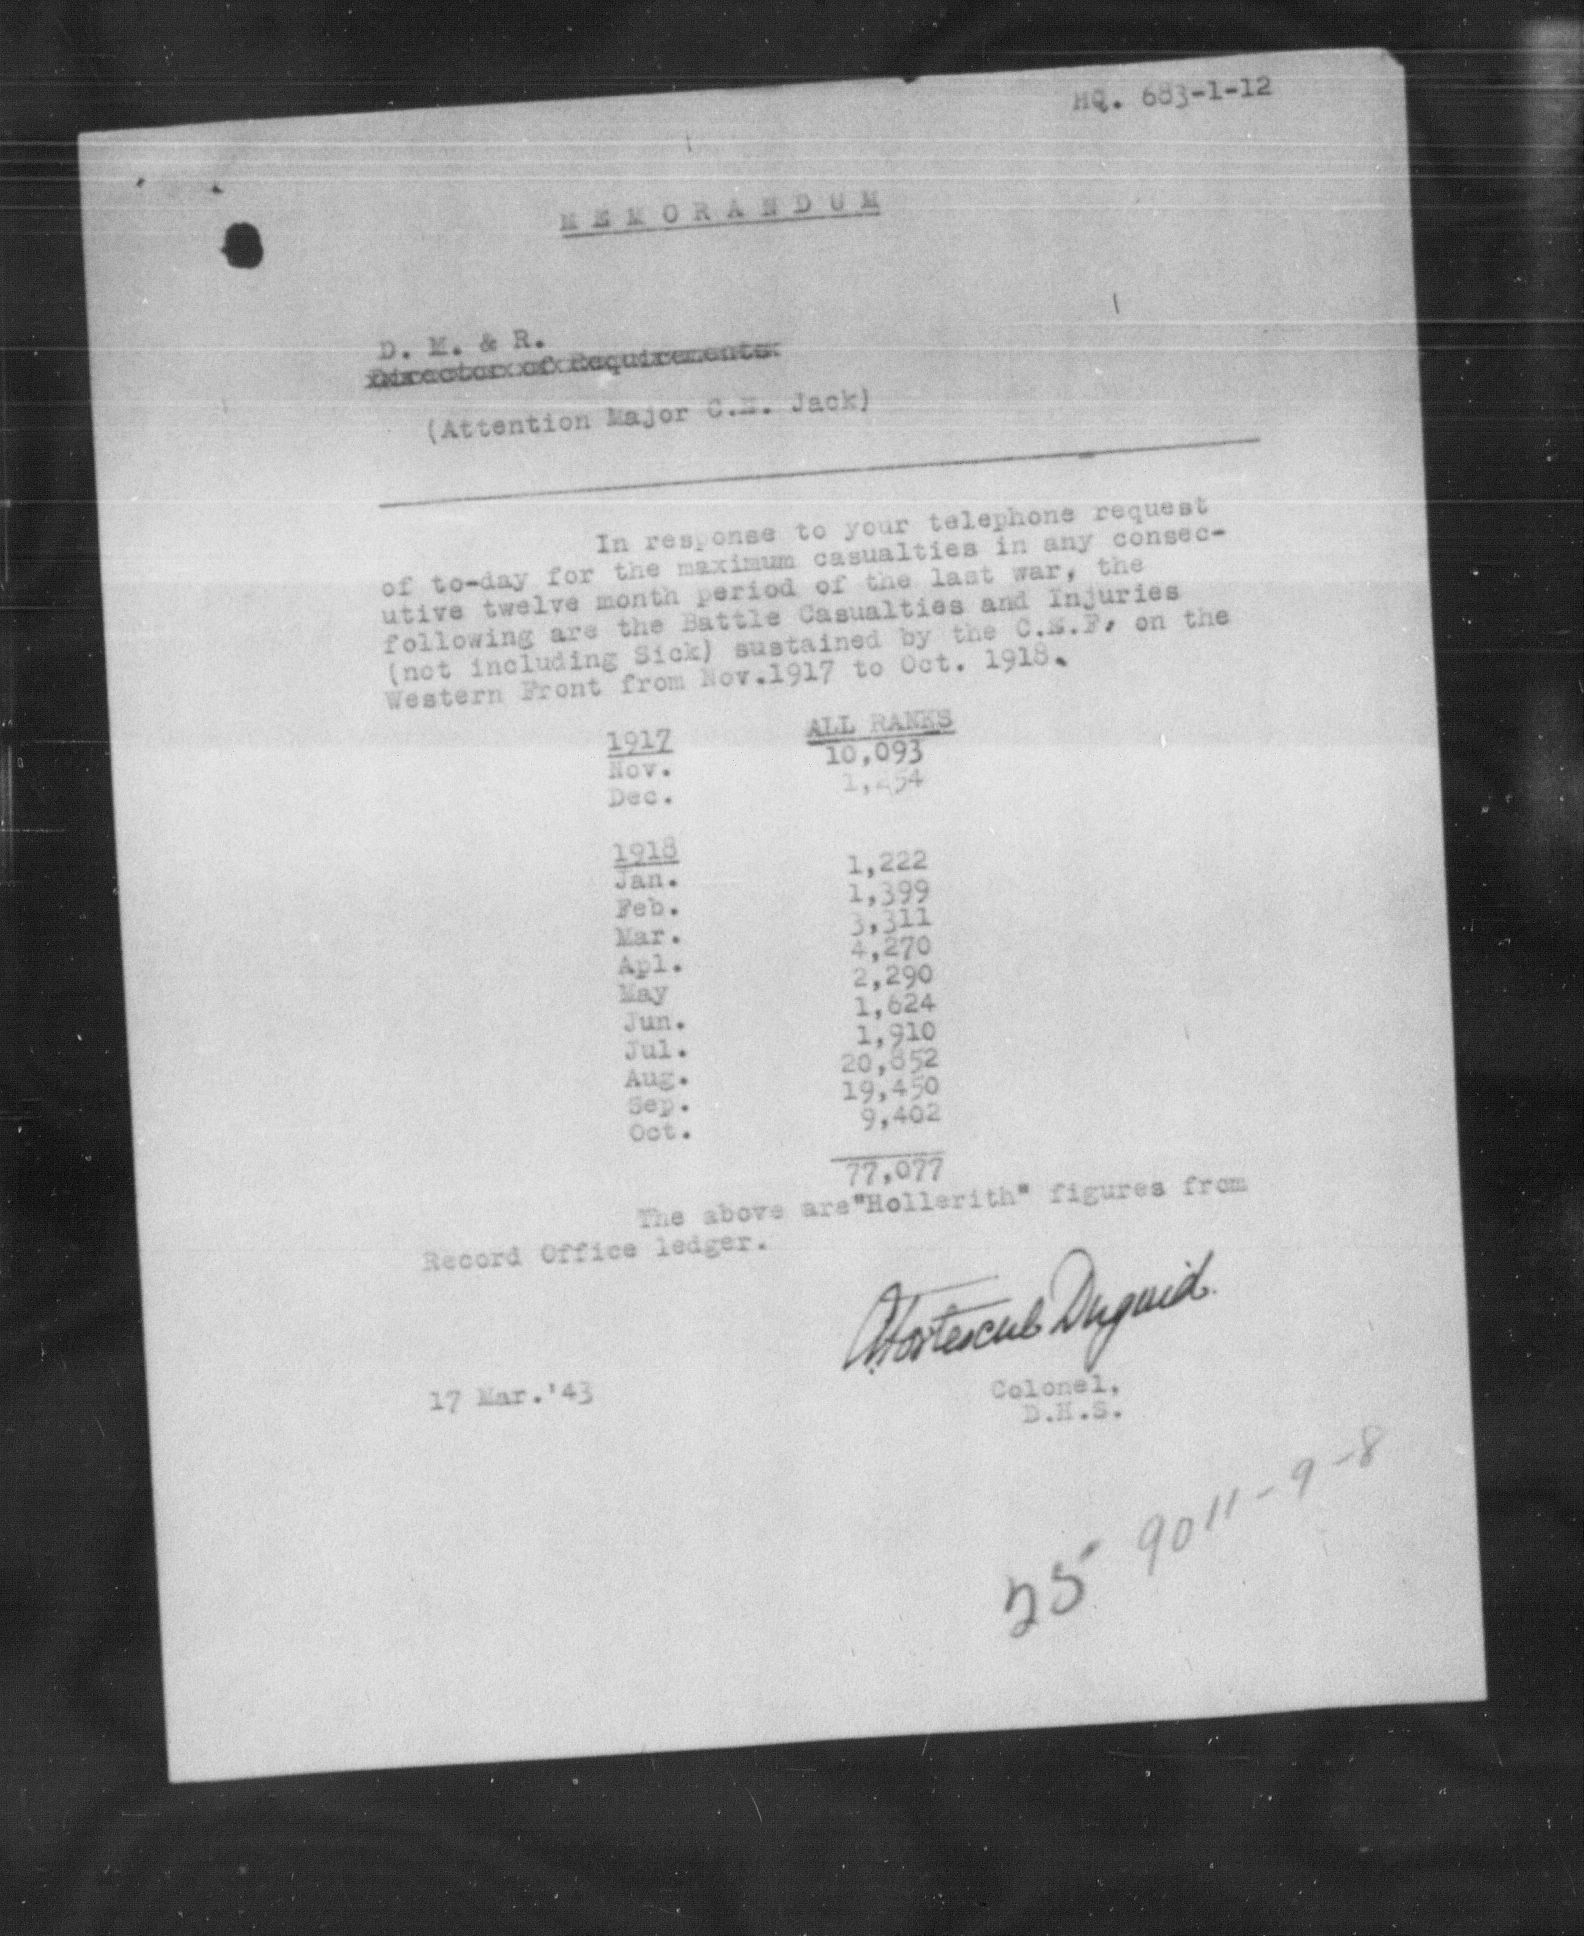 HQ. 683-1-12
MEMORANDUM
D. M. & R.
Director of Requirements
(Attention Major C.E. Jack)
In response to your telephone request
of to-day for the maximum casualties in any consec-
utive twelve month period of the last war, the
following are the Battle Casualties and Injuries
(not including Sick) sustained by the C.E.F. on the
Western Front from Nov.1917 to Oct. 1918.
1917 ALL RANKS
Nov. 10,093
Dec. 1,254
1918
Jan. 1,222
Feb. 1,399
Mar. 3,311
Apl. 4,270
May 2,290
Jun. 1,624
Jul. 1,910
Aug. 20,852
Sep. 19,450
Oct. 9,402
77,077
The above are"Hollerith" figures from
Record Office ledger.
A. Fortescue Duguid.
17 Mar.'43
Colonel,
D.H.S.
25 9011-9-8